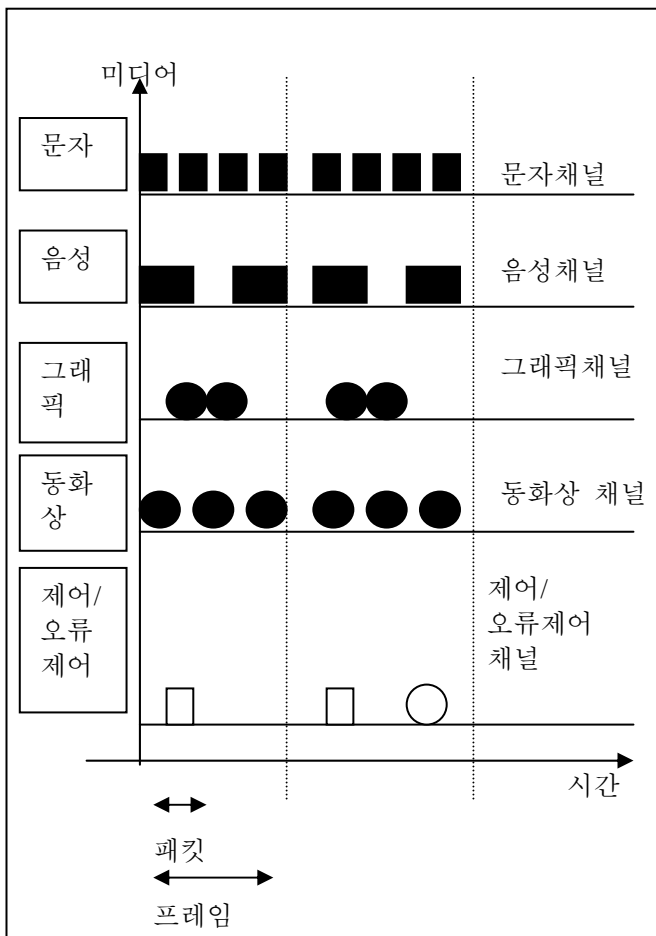 미디어
문자
문자채널
음성
음성채널
그래
픽
그래픽채널
동화
상
동화상 채널
제어/
오류
제어
제어/
오류제어
채널
시간
패킷
프레임